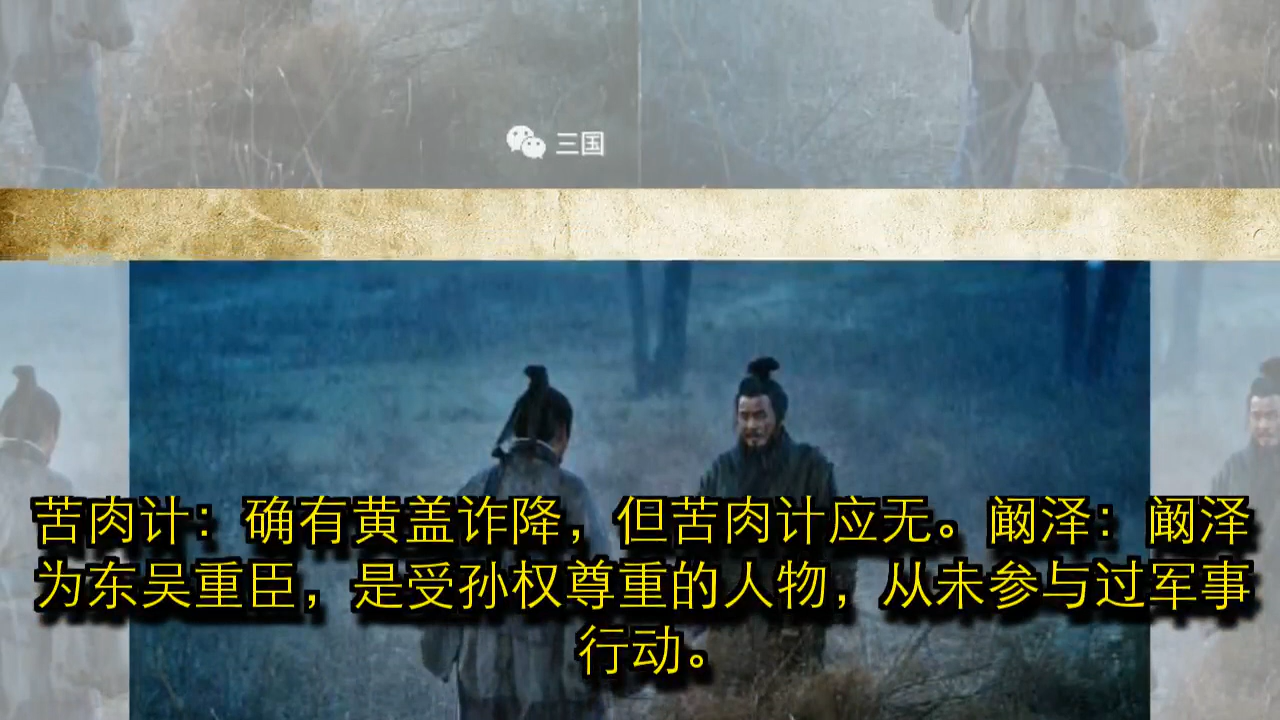 三国
苦肉计：确有黄盖诈降，但苦肉计应无。阚泽：阚泽
为东吴重臣，是受孙权尊重的人物，从未参与过军事
行动。